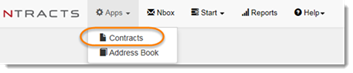 NTRACTS Apps Nbox Start Reports Help
Contracts
Address Book